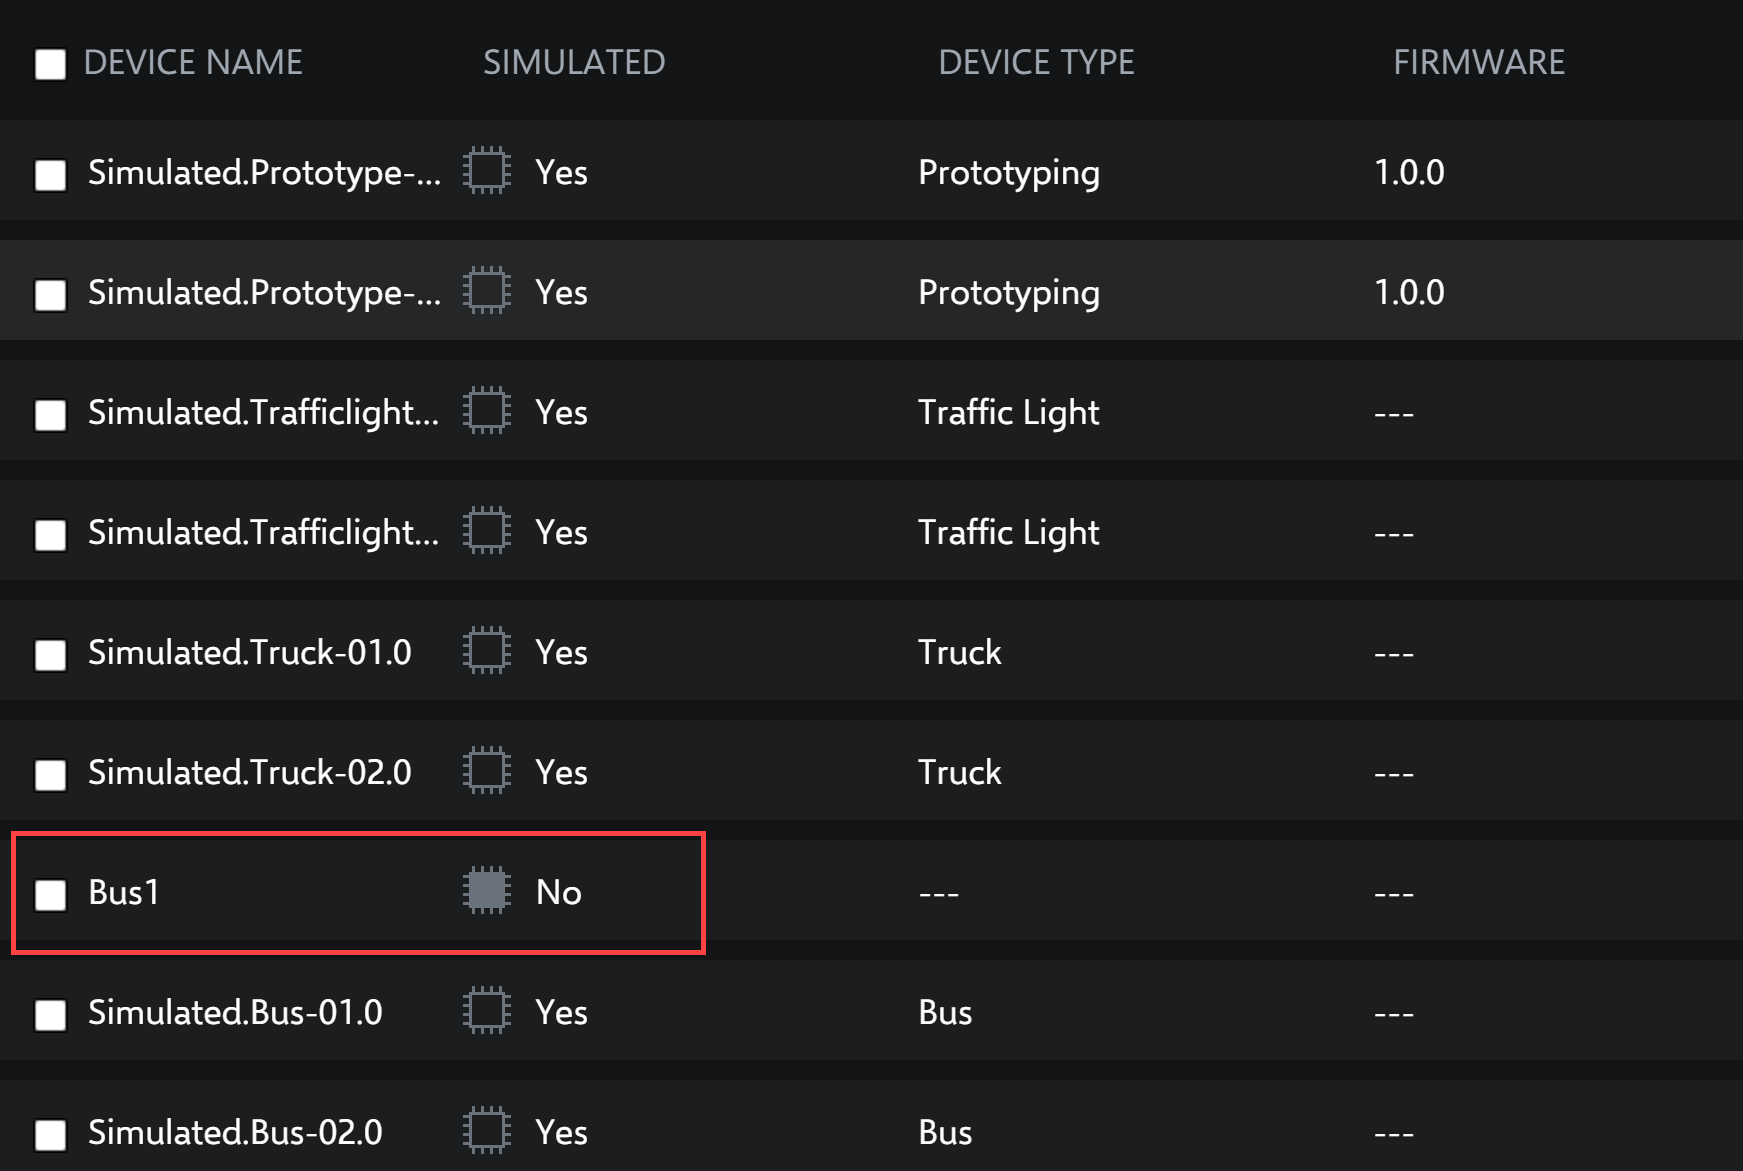 DEVICE NAME SIMULATED DEVICE TYPE FIRMWARE
Simulated.Prototype-... Yes Prototyping 1.0.0
Simulated.Prototype-... Yes Prototyping 1.0.0
Simulated.Trafficlight... Yes Traffic Light ---
Simulated.Trafficlight... Yes Traffic Light ---
Simulated.Truck-01.0 Yes Truck ---
Simulated.Truck-02.0 Yes Truck ---
Bus1 No --- ---
Simulated.Bus-01.0 Yes Bus ---
Simulated.Bus-02.0 Yes Bus ---